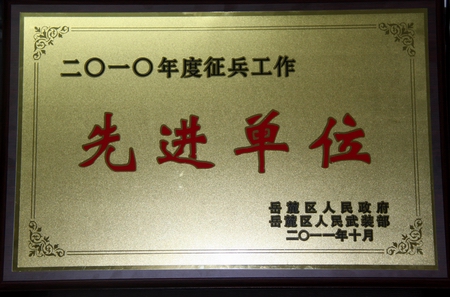 二〇一〇年度征兵工作
先进单位
岳麓区人民政府
岳麓区人民武装部
二〇一一年十月